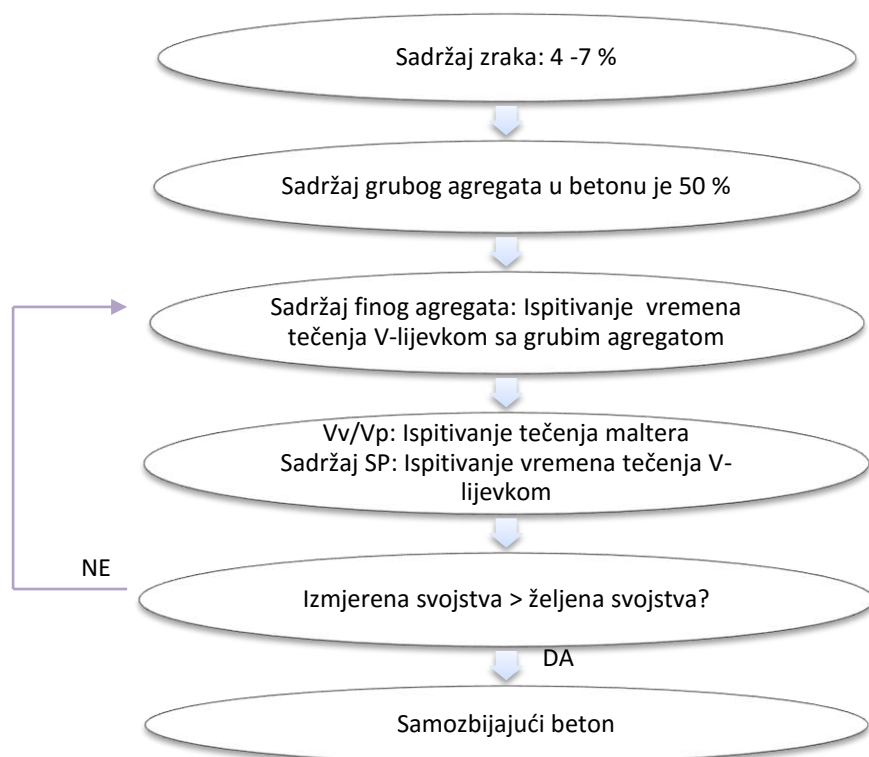 Sadržaj zraka: 4 -7 %
Sadržaj grubog agregata u betonu je 50 %
Sadržaj finog agregata: Ispitivanje vremena
tečenja V-lijevkom sa grubim agregatom
Vv/Vp: Ispitivanje tečenja maltera
Sadržaj SP: Ispitivanje vremena tečenja V-
lijevkom
NE
Izmjerena svojstva > željena svojstva?
DA
Samozbijajući beton